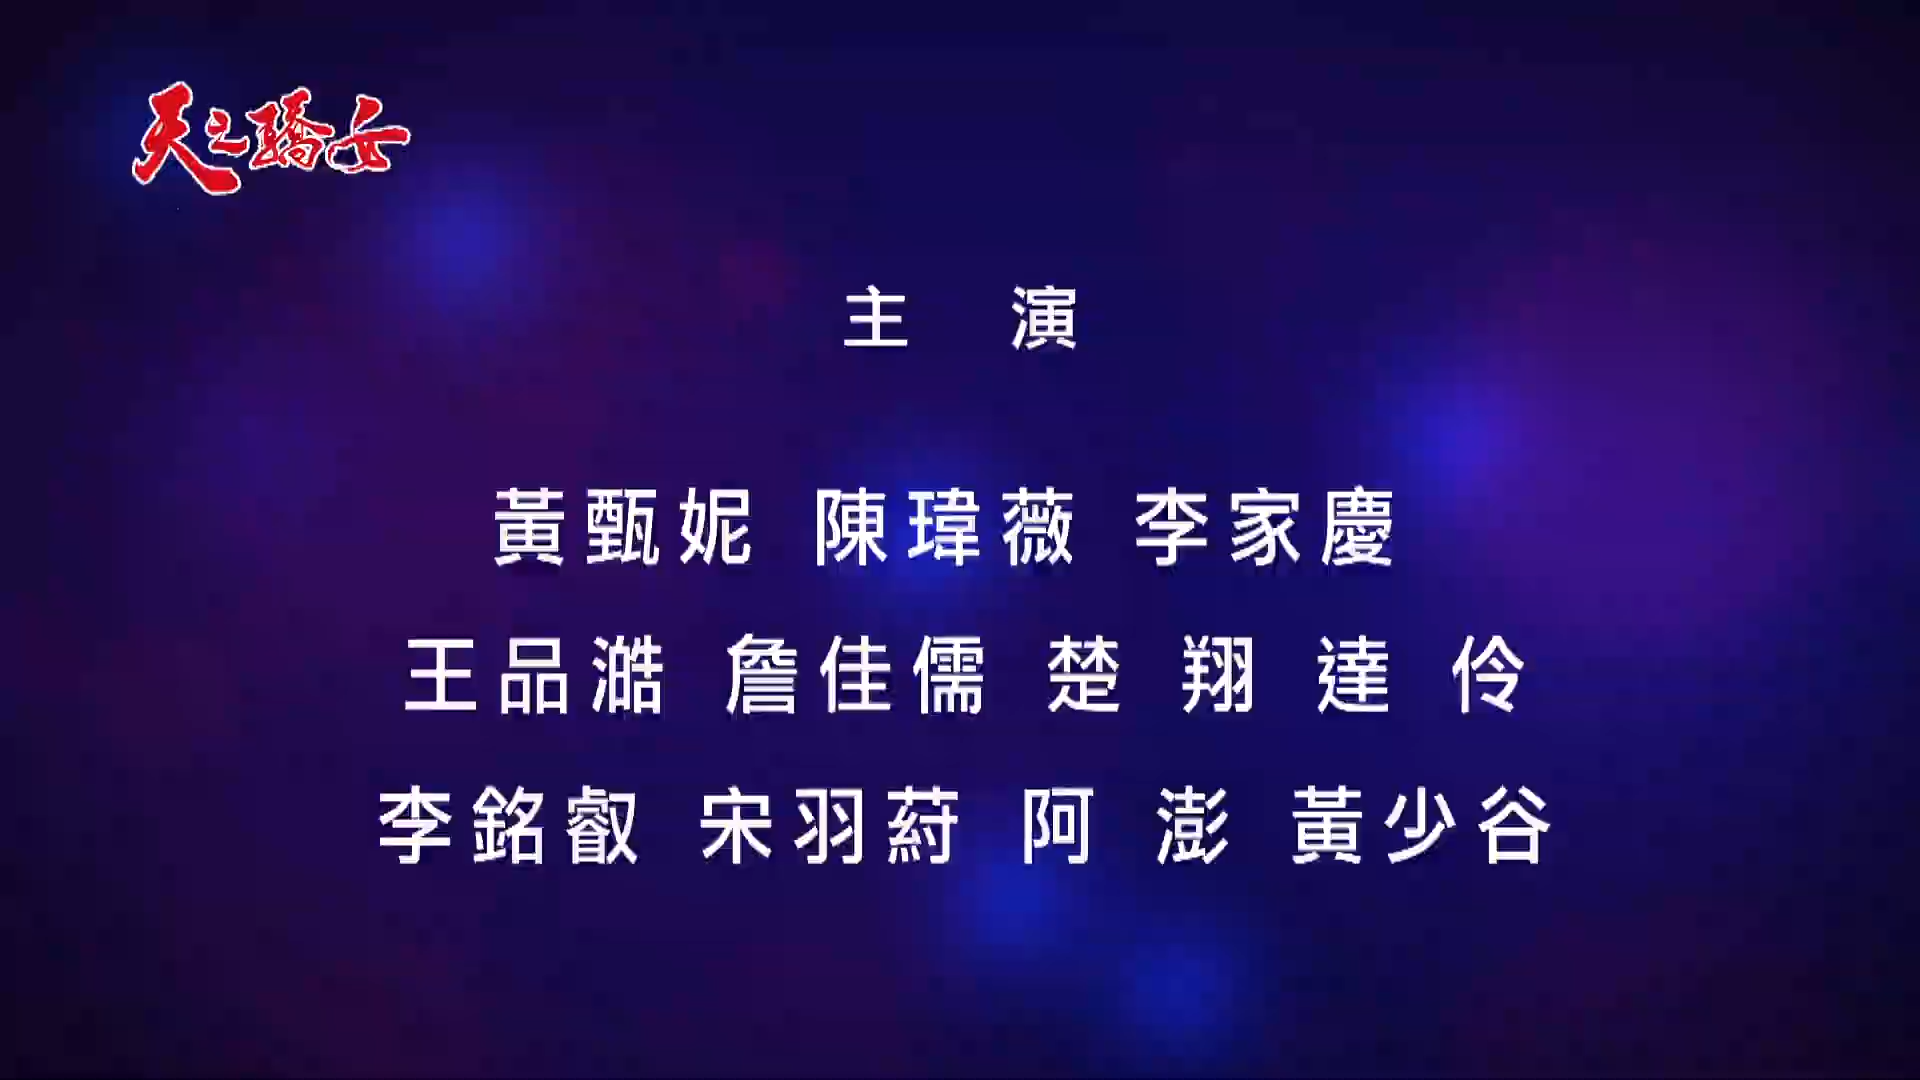 天之驕女
主 演
黃甄妮 陳瑋薇 李家慶
王品澔 詹佳儒 楚 翔 達 伶
李銘叡 宋羽葤 阿 澎 黃少谷